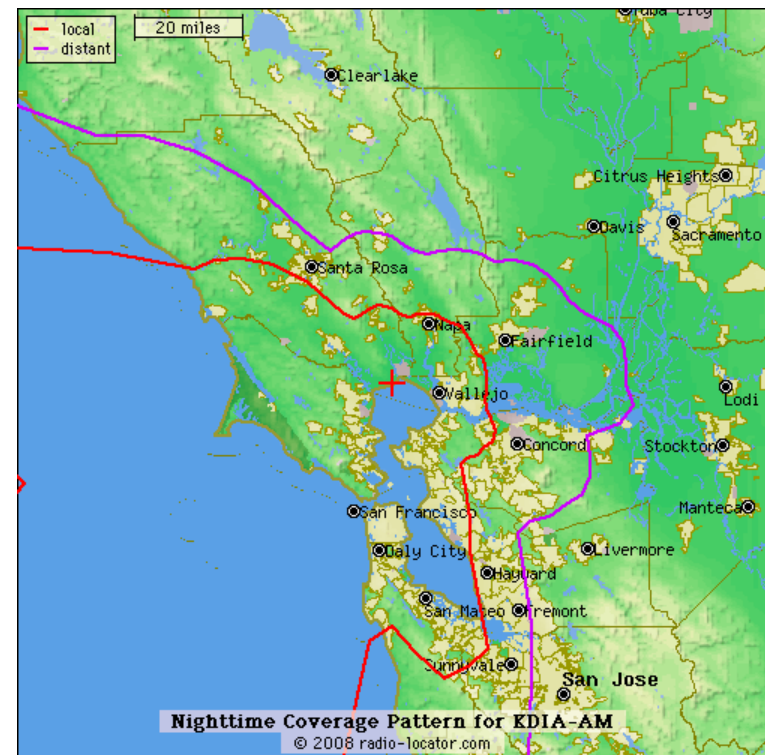 local
distant
20 miles
Yuba City
Clearlake
Citrus Heights
Davis
Sacramento
Santa Rosa
Napa
Fairfield
Vallejo
Lodi
Concord
Stockton
San Francisco
Manteca
Daly City
Livermore
Hayward
San Mateo
Fremont
Sunnyvale
San Jose
Nighttime Coverage Pattern for KDIA-AM
© 2008 radio-locator.com